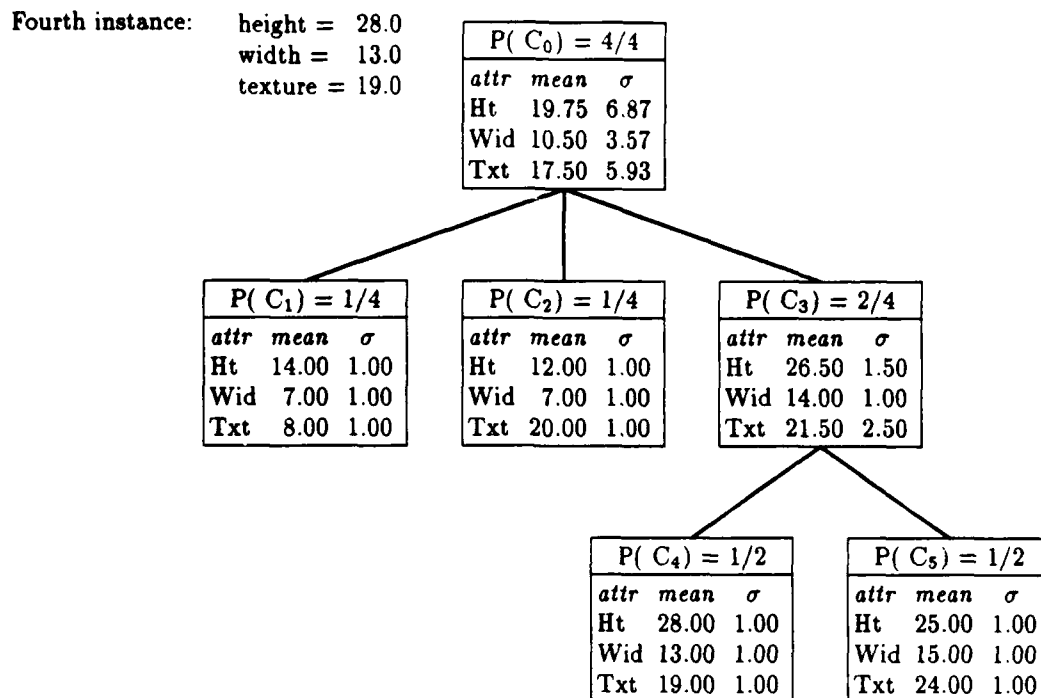 Fourth instance: height = 28.0
width = 13.0
texture = 19.0
P( C₀) = 4/4
attr mean σ
Ht 19.75 6.87
Wid 10.50 3.57
Txt 17.50 5.93
P( C₁) = 1/4
attr mean σ
Ht 14.00 1.00
Wid 7.00 1.00
Txt 8.00 1.00
P( C₂) = 1/4
attr mean σ
Ht 12.00 1.00
Wid 7.00 1.00
Txt 20.00 1.00
P( C₃) = 2/4
attr mean σ
Ht 26.50 1.50
Wid 14.00 1.00
Txt 21.50 2.50
P( C₄) = 1/2
attr mean σ
Ht 28.00 1.00
Wid 13.00 1.00
Txt 19.00 1.00
P( C₅) = 1/2
attr mean σ
Ht 25.00 1.00
Wid 15.00 1.00
Txt 24.00 1.00